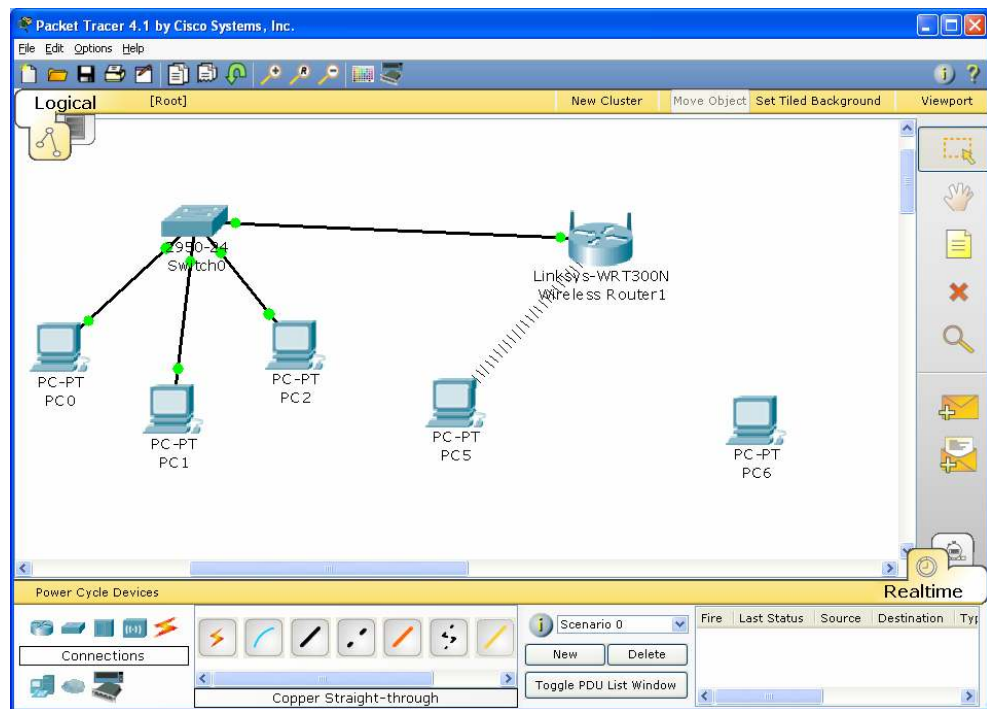 Packet Tracer 4.1 by Cisco Systems, Inc.
File Edit Options Help
Logical [Root] New Cluster Move Object Set Tiled Background Viewport
2950-24
Switch0
Linksys-WRT300N
Wireless Router1
PC-PT
PC0
PC-PT
PC1
PC-PT
PC2
PC-PT
PC5
PC-PT
PC6
Power Cycle Devices Realtime
Connections
Copper Straight-through
Scenario 0
New Delete
Toggle PDU List Window
Fire Last Status Source Destination Typ